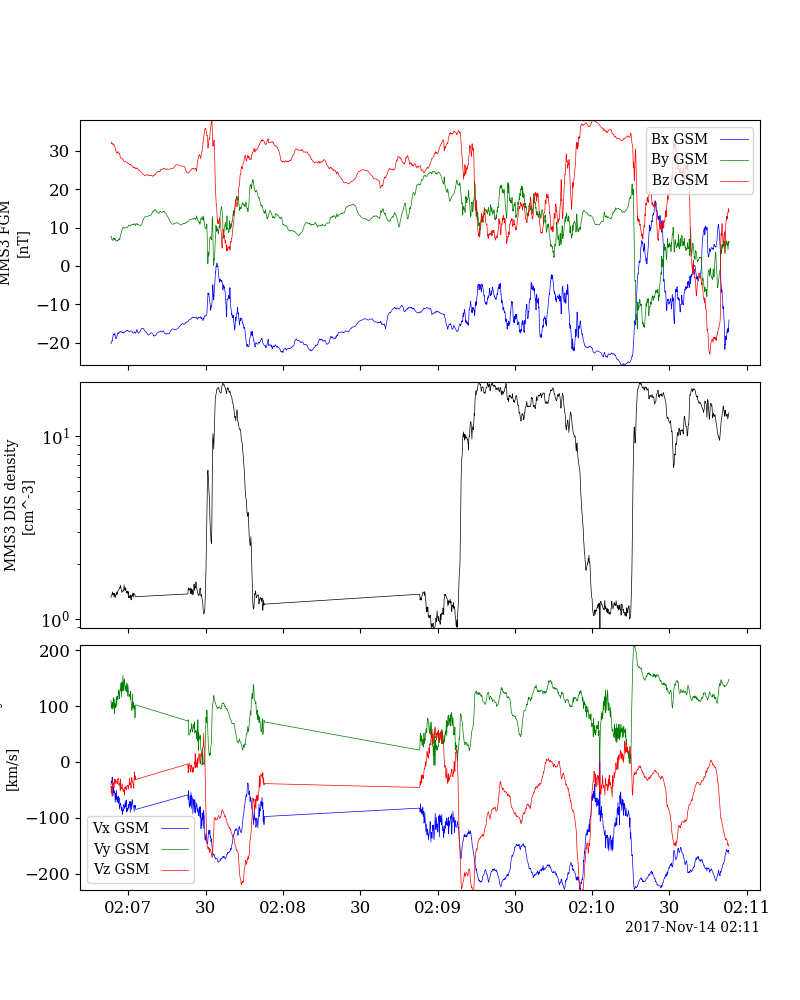 Bx GSM
By GSM
Bz GSM
MMS3 FGM
[nT]
30
20
10
0
−10
−20
MMS3 DIS density
[cm^-3]
10^1
10^0
[km/s]
200
100
0
−100
−200
Vx GSM
Vy GSM
Vz GSM
02:07 30 02:08 30 02:09 30 02:10 30 02:11
2017-Nov-14 02:11